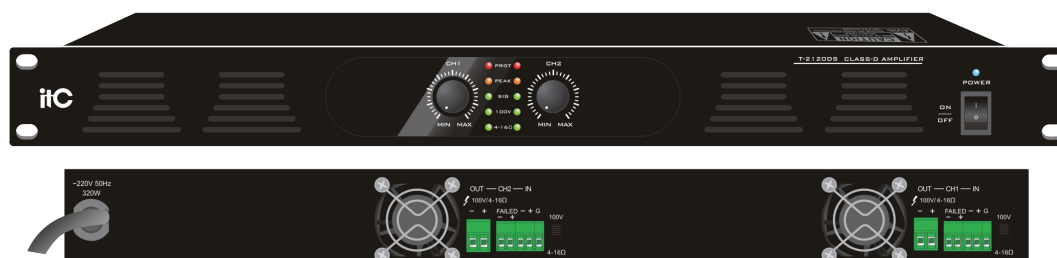 CAUTION
T-2120DS CLASS-D AMPLIFIER
itC
CH1
CH2
PROT
PEAK
SIG
100V
4-16Ω
MIN MAX
MIN MAX
POWER
ON
OFF
I
O
~220V 50Hz
320W
OUT — CH2 — IN
100V/4-16Ω
− + FAILED − + G
− +
100V
4-16Ω
OUT — CH1 — IN
100V/4-16Ω
− + FAILED − + G
− +
100V
4-16Ω